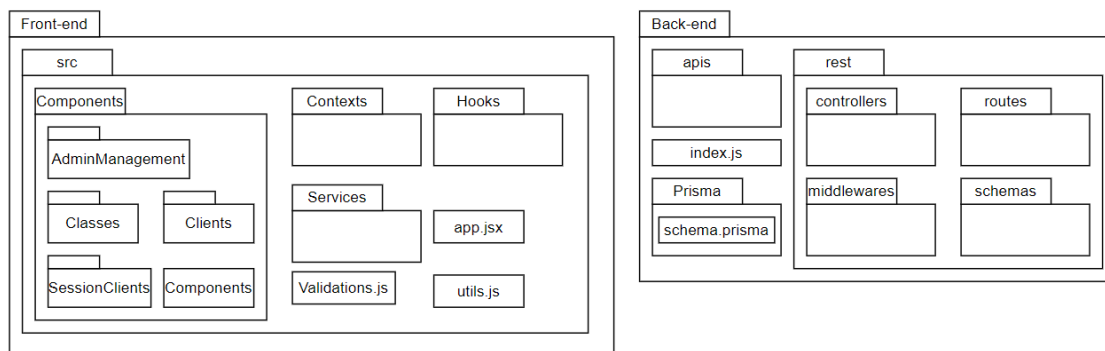 Front-end
src
Components
AdminManagement
Classes
Clients
SessionClients
Components
Contexts
Hooks
Services
app.jsx
Validations.js
utils.js
Back-end
apis
index.js
Prisma
schema.prisma
rest
controllers
routes
middlewares
schemas